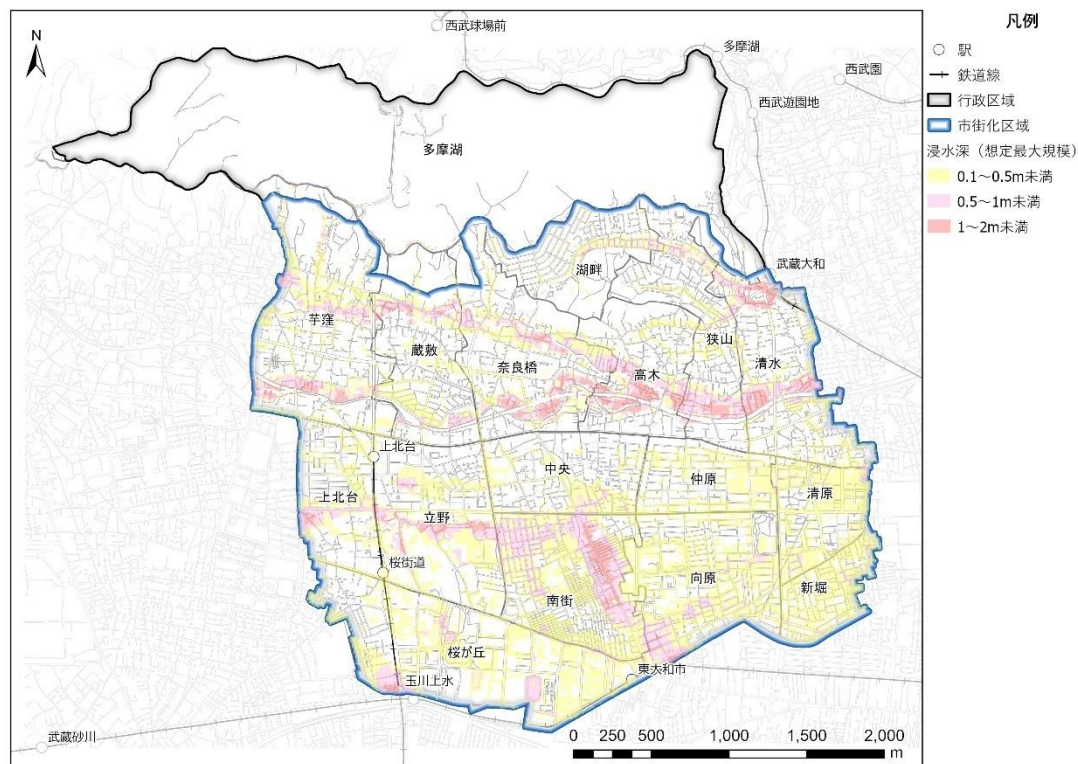 N
西武球場前
多摩湖
西武園
西武遊園地
多摩湖
武蔵大和
湖畔
芋窪
蔵敷
奈良橋
狭山
高木
清水
上北台
中央
仲原
上北台
清原
立野
桜街道
向原
新堀
南街
桜が丘
東大和市
玉川上水
武蔵砂川
0 250 500 1,000 1,500 2,000
m
凡例
駅
鉄道線
行政区域
市街化区域
浸水深（想定最大規模）
0.1～0.5m未満
0.5～1m未満
1～2m未満